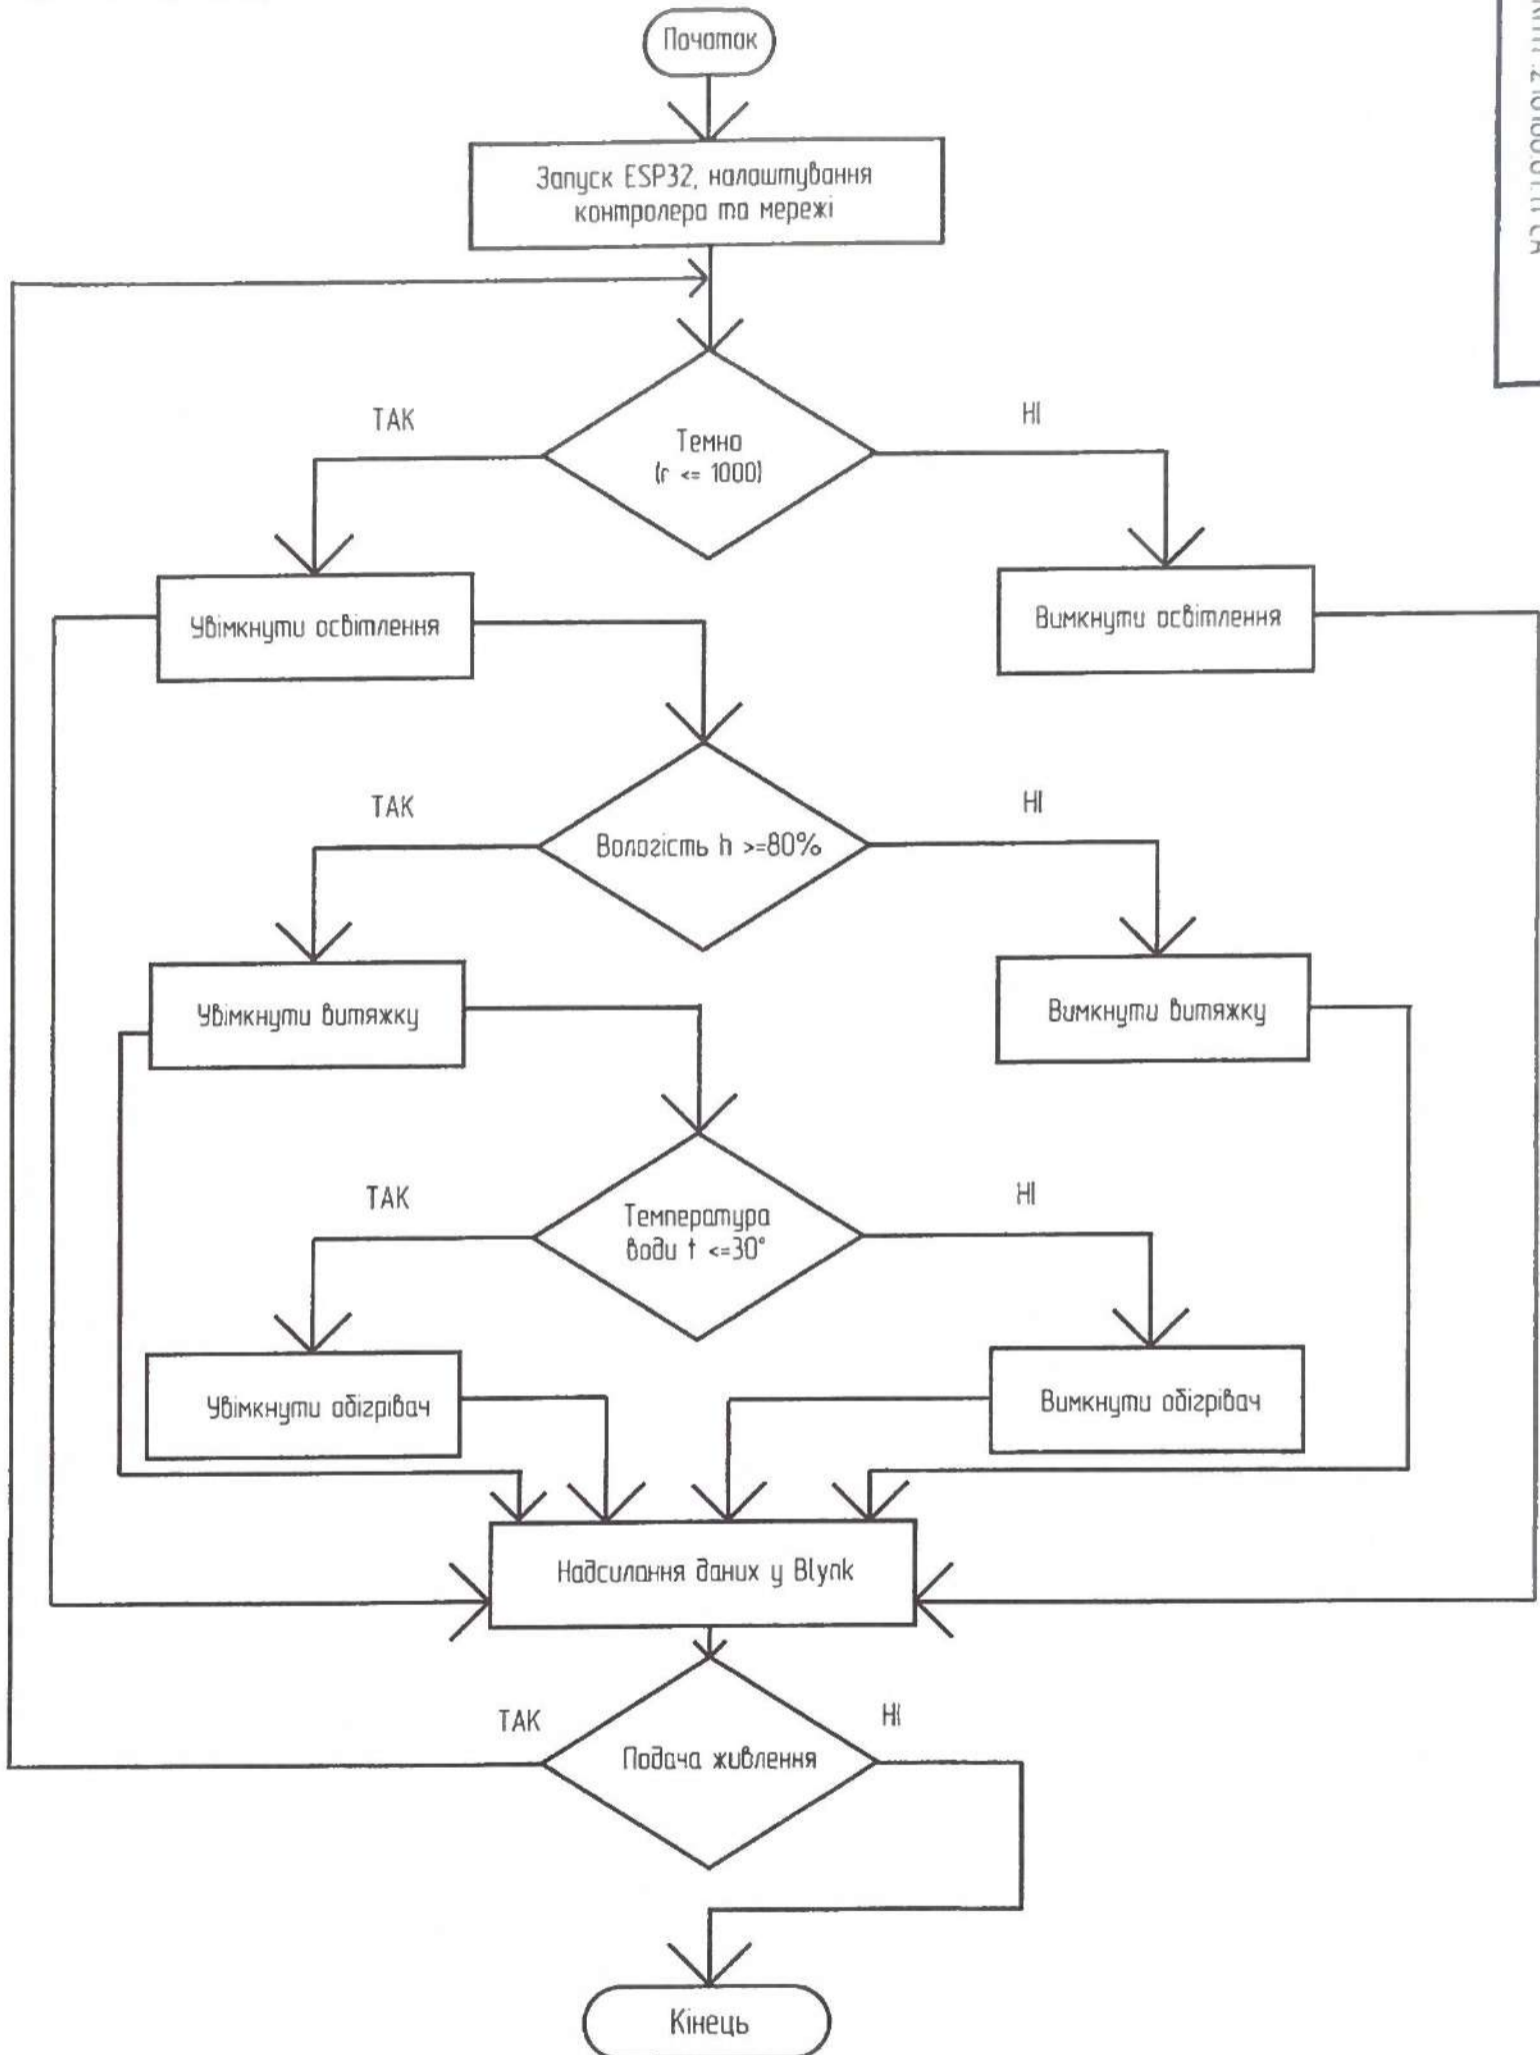 Початок
Запуск ESP32, налаштування
контролера та мережі
ТАК
НІ
Темно
(r <= 1000)
Увімкнути освітлення
Вимкнути освітлення
ТАК
НІ
Вологість h >=80%
Увімкнути витяжку
Вимкнути витяжку
ТАК
НІ
Температура
води t <=30°
Увімкнути обігрівач
Вимкнути обігрівач
Надсилання даних у Blynk
ТАК
НІ
Подача живлення
Кінець